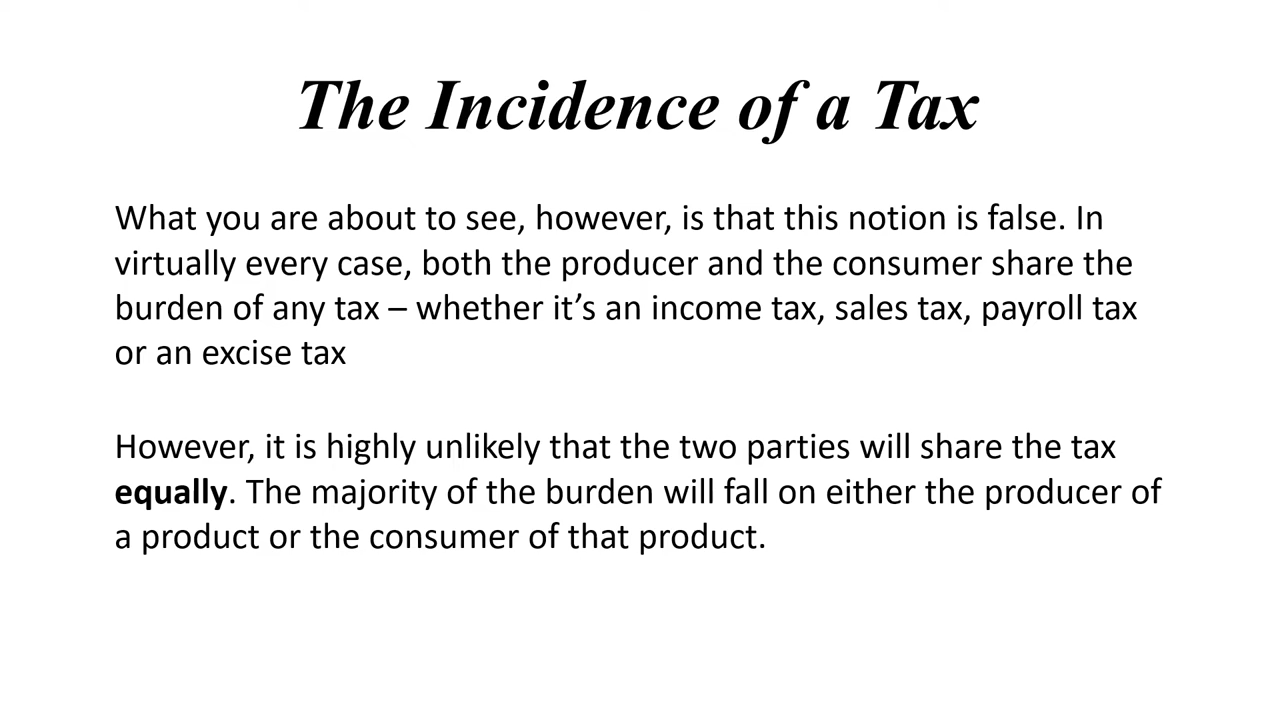 The Incidence of a Tax
What you are about to see, however, is that this notion is false. In
virtually every case, both the producer and the consumer share the
burden of any tax – whether it’s an income tax, sales tax, payroll tax
or an excise tax
However, it is highly unlikely that the two parties will share the tax
equally. The majority of the burden will fall on either the producer of
a product or the consumer of that product.